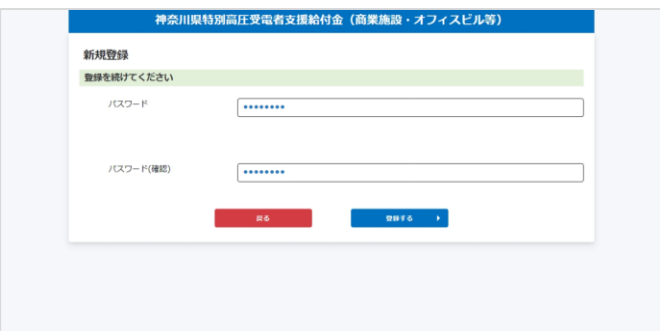 神奈川県特別高圧受電者支援給付金（商業施設・オフィスビル等）
新規登録
登録を続けてください
パスワード
••••••••
パスワード(確認)
••••••••
戻る
登録する